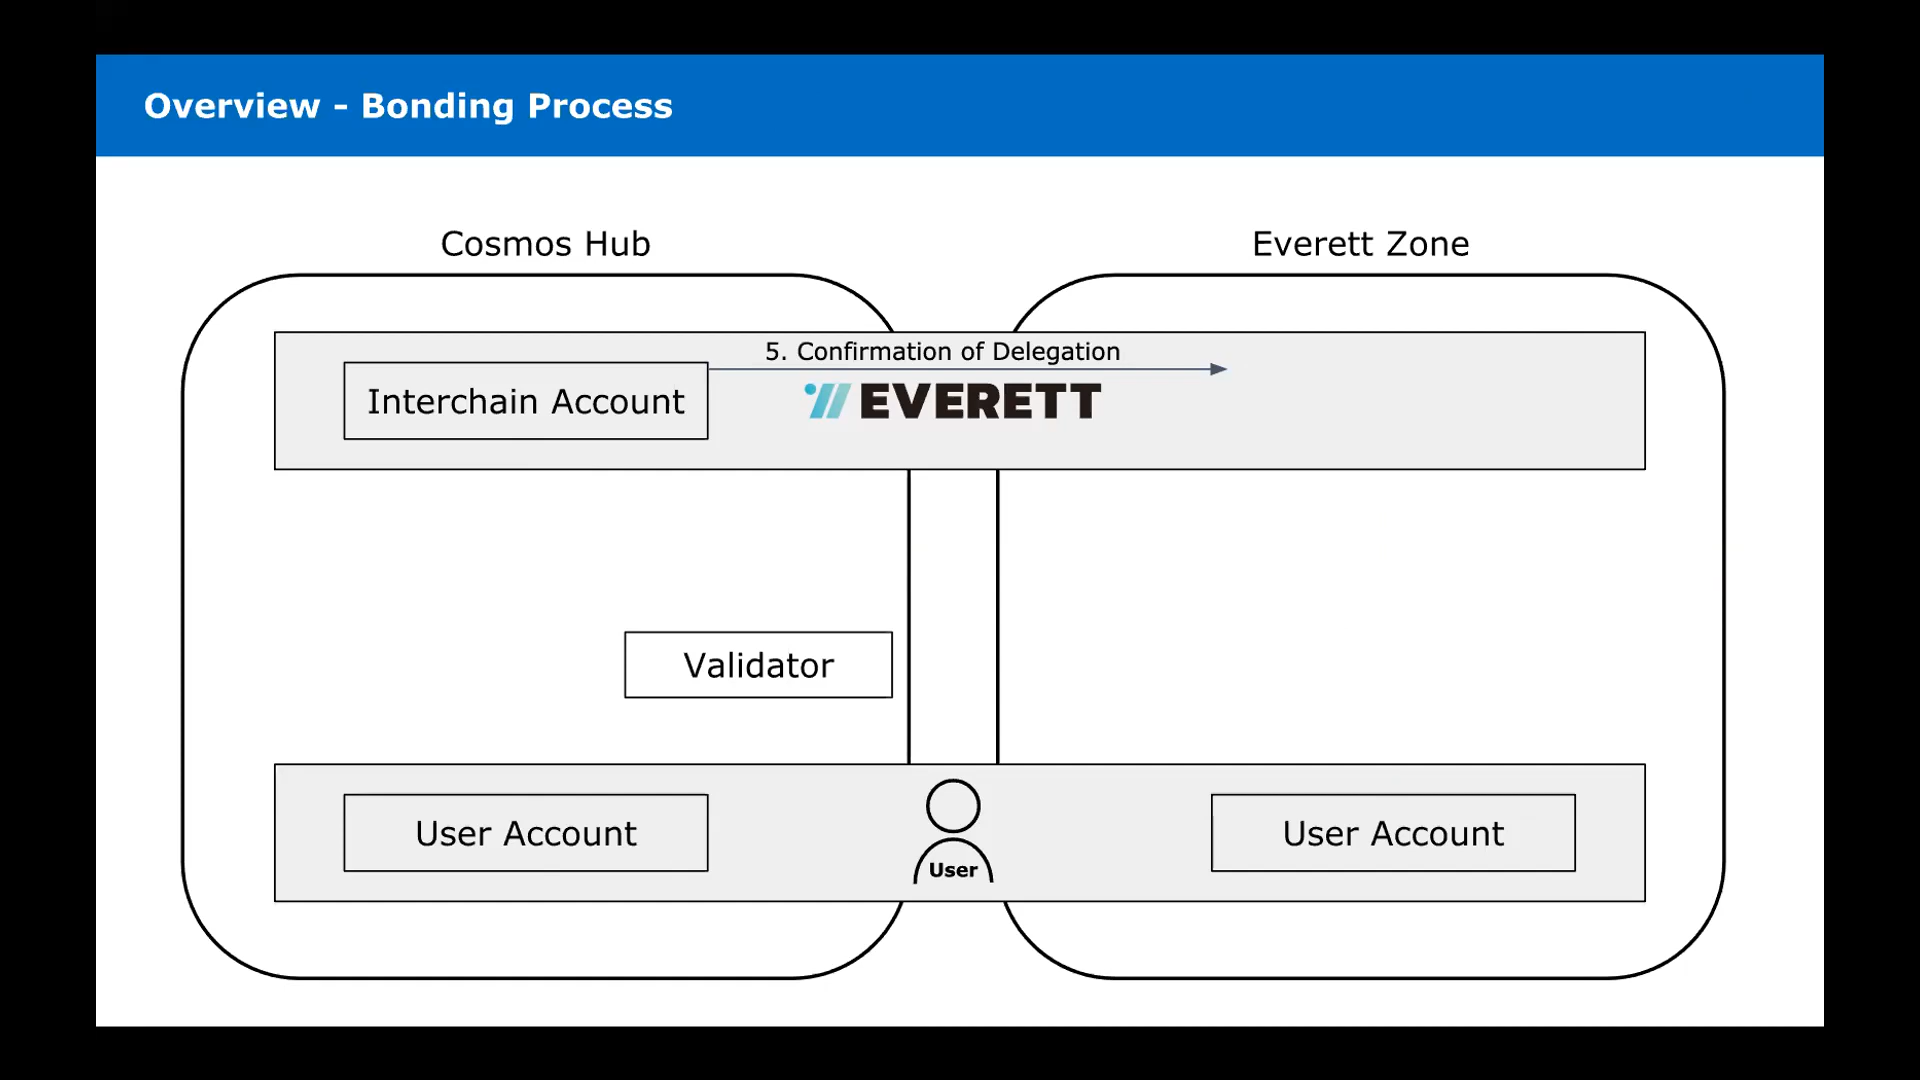 Overview - Bonding Process
Cosmos Hub
Everett Zone
5. Confirmation of Delegation
Interchain Account
EVERETT
Validator
User Account
User
User Account